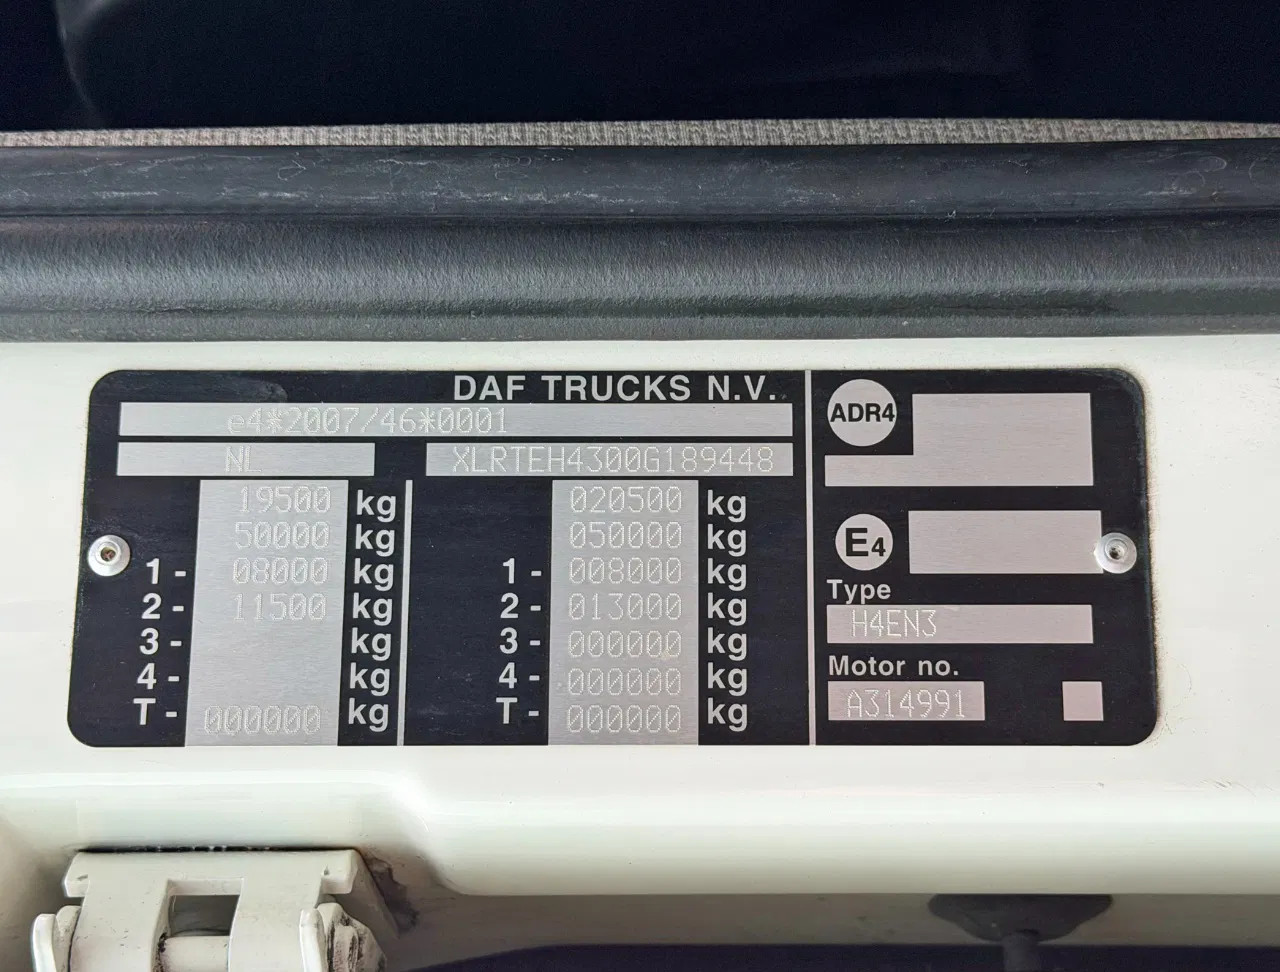 DAF TRUCKS N.V.
e4*2007/46*0001
NL XLRTEH4300G189448
19500 kg 020500 kg
50000 kg 050000 kg
1- 08000 kg 1- 008000 kg
2- 11500 kg 2- 013000 kg
3- kg 3- 000000 kg
4- kg 4- 000000 kg
T- 000000 kg T- 000000 kg
ADR4
E4
Type
H4EN3
Motor no.
A314991